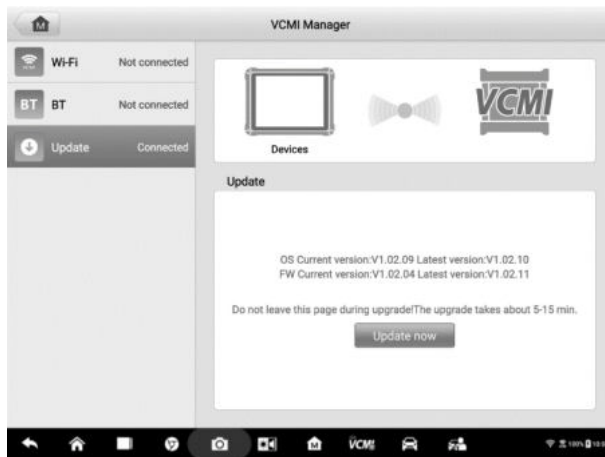 VCMI Manager
Wi-Fi Not connected
BT BT Not connected
Update Connected
VCMI
Devices
Update
OS Current version:V1.02.09 Latest version:V1.02.10
FW Current version:V1.02.04 Latest version:V1.02.11
Do not leave this page during upgrade!The upgrade takes about 5-15 min.
Update now
VCMI
100%